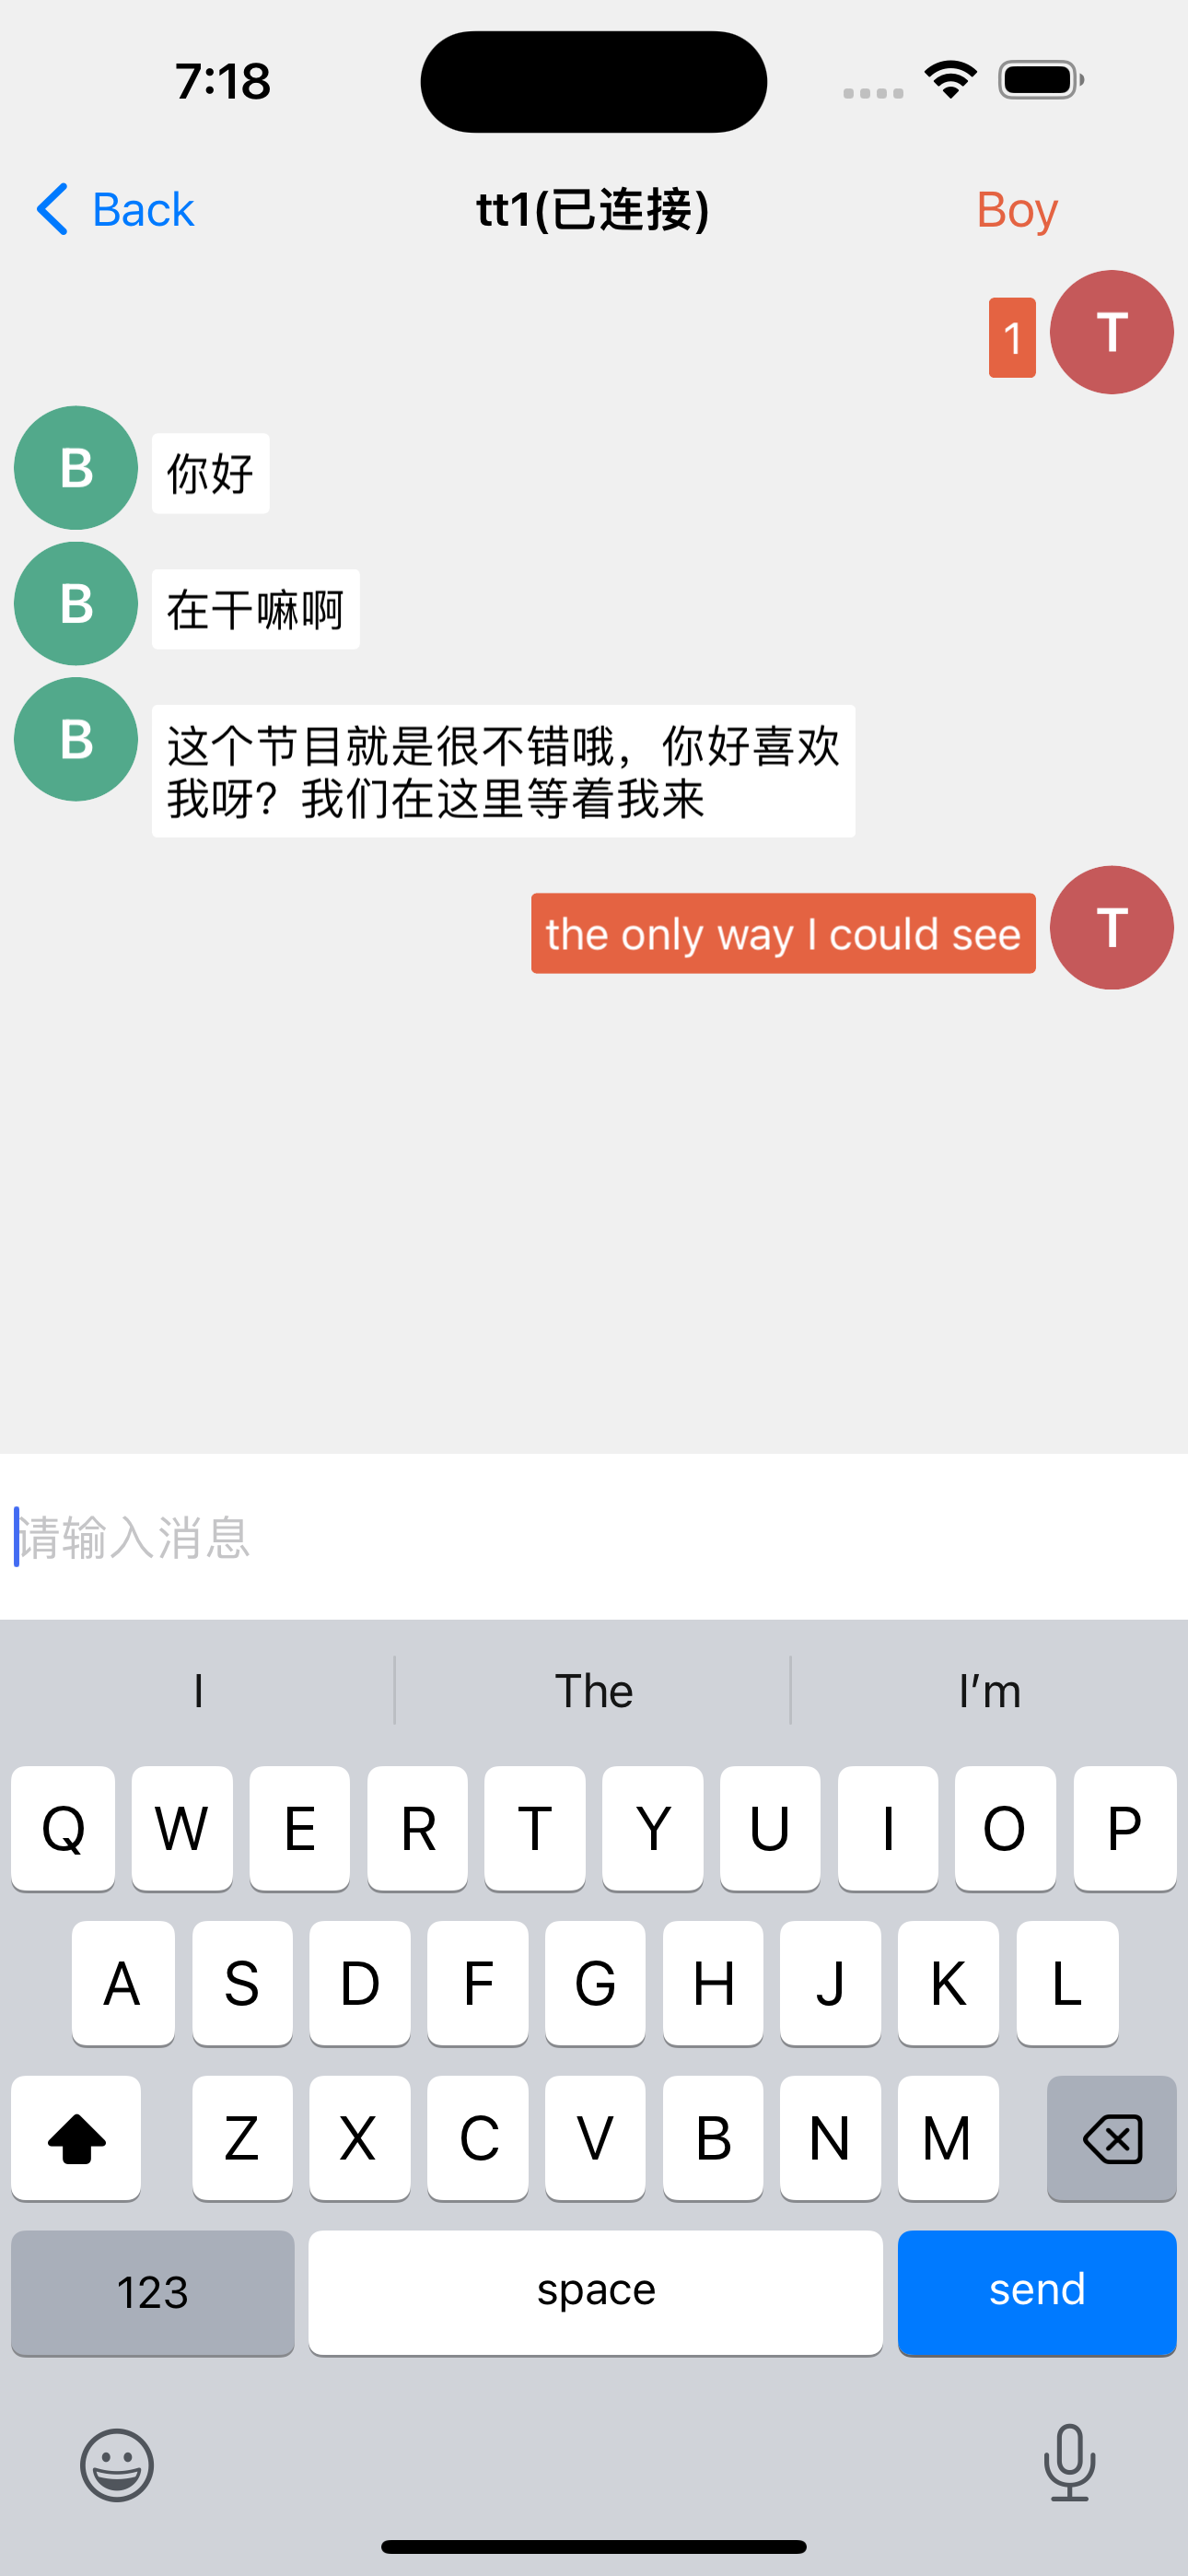 7:18
Back
tt1(已连接)
Boy
1
T
B
你好
B
在干嘛啊
B
这个节目就是很不错哦，你好喜欢
我呀？我们在这里等着我来
the only way I could see
T
请输入消息
I
The
I’m
Q W E R T Y U I O P
A S D F G H J K L
Z X C V B N M
123
space
send